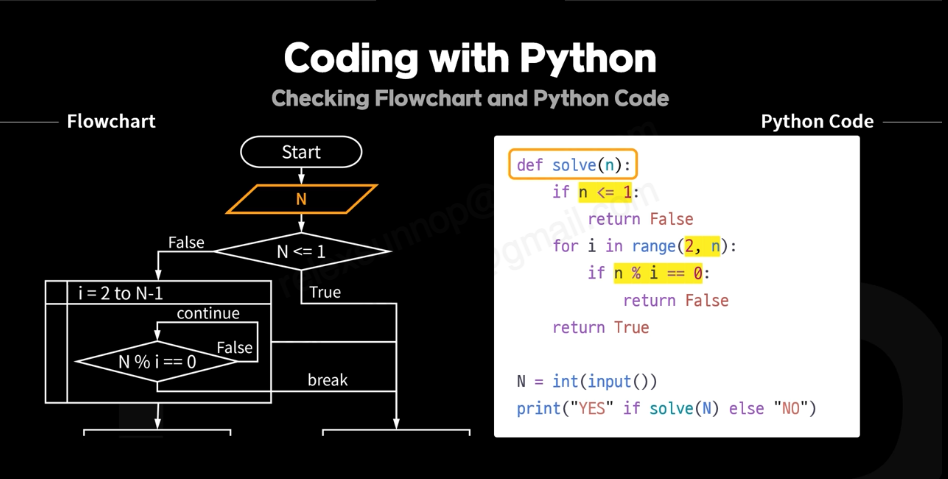 Coding with Python
Checking Flowchart and Python Code
Flowchart
Start
N
N <= 1
False
True
i = 2 to N-1
continue
N % i == 0
False
break
Python Code
def solve(n):
    if n <= 1:
        return False
    for i in range(2, n):
        if n % i == 0:
            return False
    return True
N = int(input())
print("YES" if solve(N) else "NO")